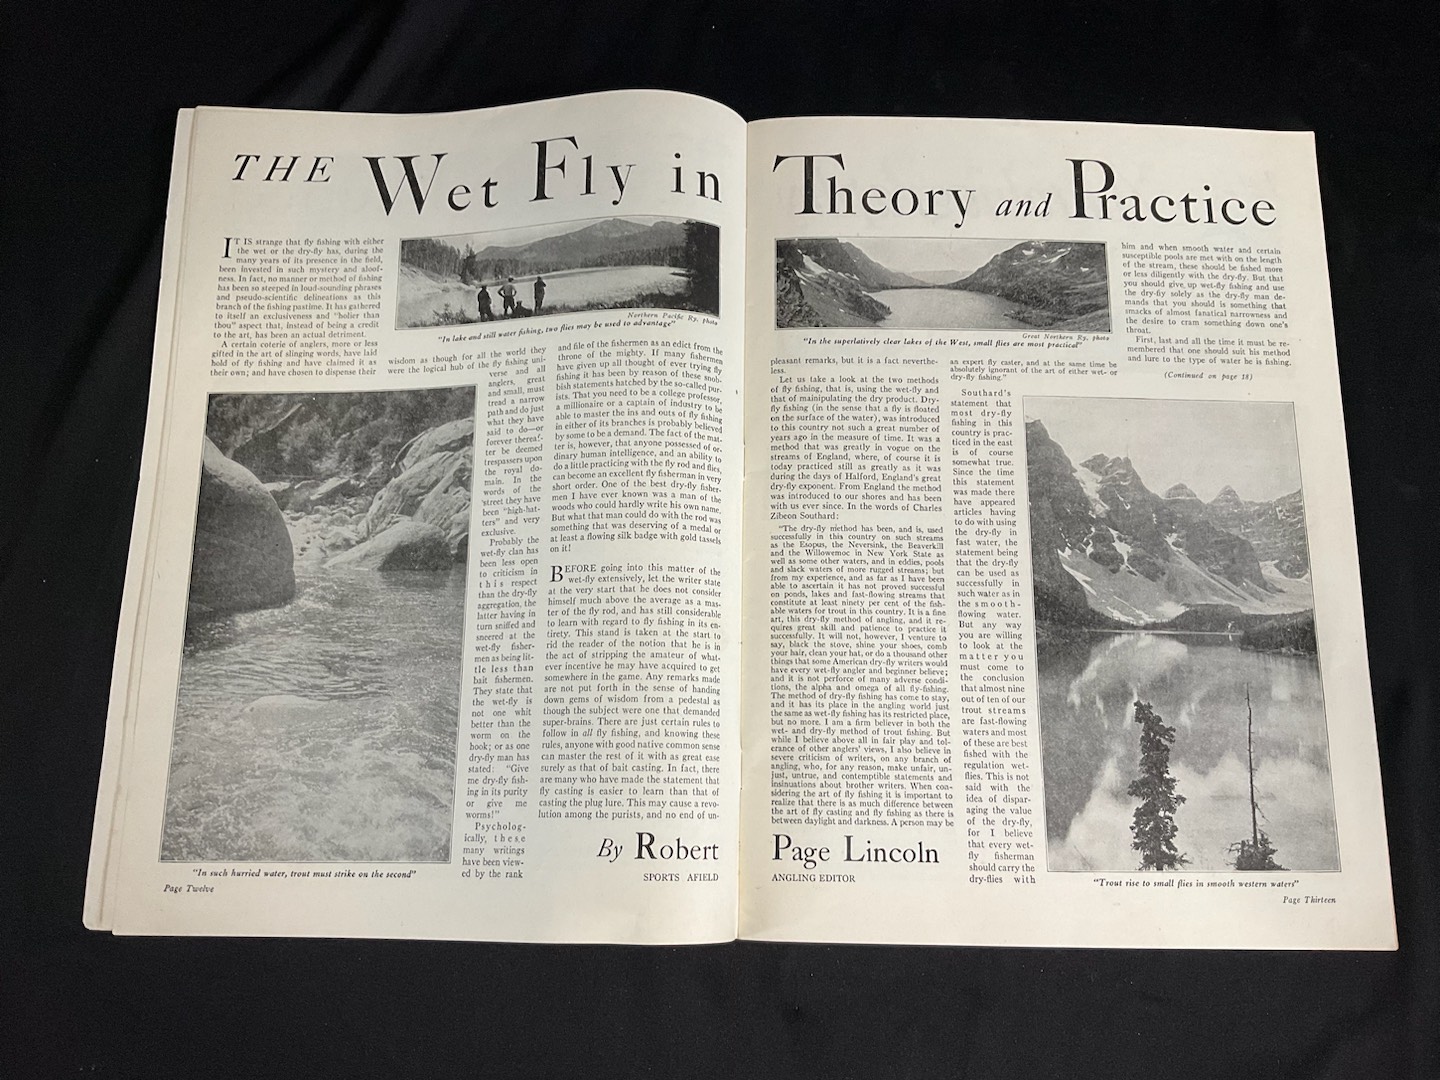 THE Wet Fly in Theory and Practice
IT IS strange that fly fishing with either
the wet or the dry-fly has, during the
many years of its presence in the field,
been invested in such mystery and aloof-
ness. In fact, no manner or method of fishing
has been so steeped in loud-sounding phrases
and pseudo-scientific delineations as this
branch of the fishing pastime. It has gathered
to itself an exclusiveness and "holier than
thou" aspect that, instead of being a credit
to the art, has been an actual detriment.
A certain coterie of anglers, more or less
gifted in the art of slinging words, have laid
hold of fly fishing and have claimed it as
their own; and have chosen to dispense their
Northern Pacific Ry. photo
"In lake and still water fishing, two flies may be used to advantage"
wisdom as though for all the world they
were the logical hub of the fly fishing uni-
verse and all
anglers, great
and small, must
tread a narrow
path and do just
what they have
said to do—or
forever thereaf-
ter be deemed
trespassers upon
the royal do-
main. In the
words of the
street they have
been "high-hat-
ters" and very
exclusive.
Probably the
wet-fly clan has
been less open
to criticism in
this respect
than the dry-fly
aggregation, the
latter having in
turn sniffed and
sneered at the
wet-fly fisher-
men as being lit-
tle less than
bait fishermen.
They state that
the wet-fly is
not one whit
better than the
worm on the
hook; or as one
dry-fly man has
stated: "Give
me dry-fly fish-
ing in its purity
or give me
worms!"
Psycholog-
ically, these
many writings
have been view-
ed by the rank
"In such hurried water, trout must strike on the second"
Page Twelve
and file of the fishermen as an edict from the
throne of the mighty. If many fishermen
have given up all thought of ever trying fly
fishing it has been by reason of these snob-
bish statements hatched by the so-called pur-
ists. That you need to be a college professor,
a millionaire or a captain of industry to be
able to master the ins and outs of fly fishing
in either of its branches is probably believed
by some to be a demand. The fact of the mat-
ter is, however, that anyone possessed of or-
dinary human intelligence, and an ability to
do a little practicing with the fly rod and flies,
can become an excellent fly fisherman in very
short order. One of the best dry-fly fisher-
men I have ever known was a man of the
woods who could hardly write his own name.
But what that man could do with the rod was
something that was deserving of a medal or
at least a flowing silk badge with gold tassels
on it!
BEFORE going into this matter of the
wet-fly extensively, let the writer state
at the very start that he does not consider
himself much above the average as a mas-
ter of the fly rod, and has still considerable
to learn with regard to fly fishing in its en-
tirety. This stand is taken at the start to
rid the reader of the notion that he is in
the act of stripping the amateur of what-
ever incentive he may have acquired to get
somewhere in the game. Any remarks made
are not put forth in the sense of handing
down gems of wisdom from a pedestal as
though the subject were one that demanded
super-brains. There are just certain rules to
follow in all fly fishing, and knowing these
rules, anyone with good native common sense
can master the rest of it with as great ease
surely as that of bait casting. In fact, there
are many who have made the statement that
fly casting is easier to learn than that of
casting the plug lure. This may cause a revo-
lution among the purists, and no end of un-
By Robert
SPORTS AFIELD
Great Northern Ry. photo
"In the superlatively clear lakes of the West, small flies are most practical"
pleasant remarks, but it is a fact neverthe-
less.
Let us take a look at the two methods
of fly fishing, that is, using the wet-fly and
that of mainipulating the dry product. Dry-
fly fishing (in the sense that a fly is floated
on the surface of the water), was introduced
to this country not such a great number of
years ago in the measure of time. It was a
method that was greatly in vogue on the
streams of England, where, of course it is
today practiced still as greatly as it was
during the days of Halford, England's great
dry-fly exponent. From England the method
was introduced to our shores and has been
with us ever since. In the words of Charles
Zibeon Southard:
"The dry-fly method has been, and is, used
successfully in this country on such streams
as the Esopus, the Neversink, the Beaverkill
and the Willowemoc in New York State as
well as some other waters, and in eddies, pools
and slack waters of more rugged streams; but
from my experience, and as far as I have been
able to ascertain it has not proved successful
on ponds, lakes and fast-flowing streams that
constitute at least ninety per cent of the fish-
able waters for trout in this country. It is a fine
art, this dry-fly method of angling, and it re-
quires great skill and patience to practice it
successfully. It will not, however, I venture to
say, black the stove, shine your shoes, comb
your hair, clean your hat, or do a thousand other
things that some American dry-fly writers would
have every wet-fly angler and beginner believe;
and it is not perforce of many adverse condi-
tions, the alpha and omega of all fly-fishing.
The method of dry-fly fishing has come to stay,
and it has its place in the angling world just
the same as wet-fly fishing has its restricted place,
but no more. I am a firm believer in both the
wet- and dry-fly method of trout fishing. But
while I believe above all in fair play and tol-
erance of other anglers' views, I also believe in
severe criticism of writers, on any branch of
angling, who, for any reason, make unfair, un-
just, untrue, and contemptible statements and
insinuations about brother writers. When con-
sidering the art of fly fishing it is important to
realize that there is as much difference between
the art of fly casting and fly fishing as there is
between daylight and darkness. A person may be
Page Lincoln
ANGLING EDITOR
an expert fly caster, and at the same time be
absolutely ignorant of the art of either wet- or
dry-fly fishing."
Southard's
statement that
most dry-fly
fishing in this
country is prac-
ticed in the east
is of course
somewhat true.
Since the time
this statement
was made there
have appeared
articles having
to do with using
the dry-fly in
fast water, the
statement being
that the dry-fly
can be used as
successfully in
such water as in
the smooth-
flowing water.
But any way
you are willing
to look at the
matter you
must come to
the conclusion
that almost nine
out of ten of our
trout streams
are fast-flowing
waters and most
of these are best
fished with the
regulation wet-
flies. This is not
said with the
idea of dispar-
aging the value
of the dry-fly,
for I believe
that every wet-
fly fisherman
should carry the
dry-flies with
him and when smooth water and certain
susceptible pools are met with on the length
of the stream, these should be fished more
or less diligently with the dry-fly. But that
you should give up wet-fly fishing and use
the dry-fly solely as the dry-fly man de-
mands that you should is something that
smacks of almost fanatical narrowness and
the desire to cram something down one's
throat.
First, last and all the time it must be re-
membered that one should suit his method
and lure to the type of water he is fishing.
(Continued on page 18)
"Trout rise to small flies in smooth western waters"
Page Thirteen